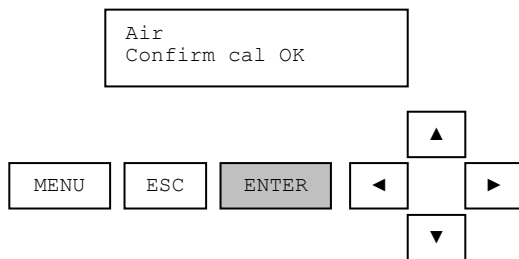 Air
Confirm cal OK
▲
MENU ESC ENTER ◄ ►
▼